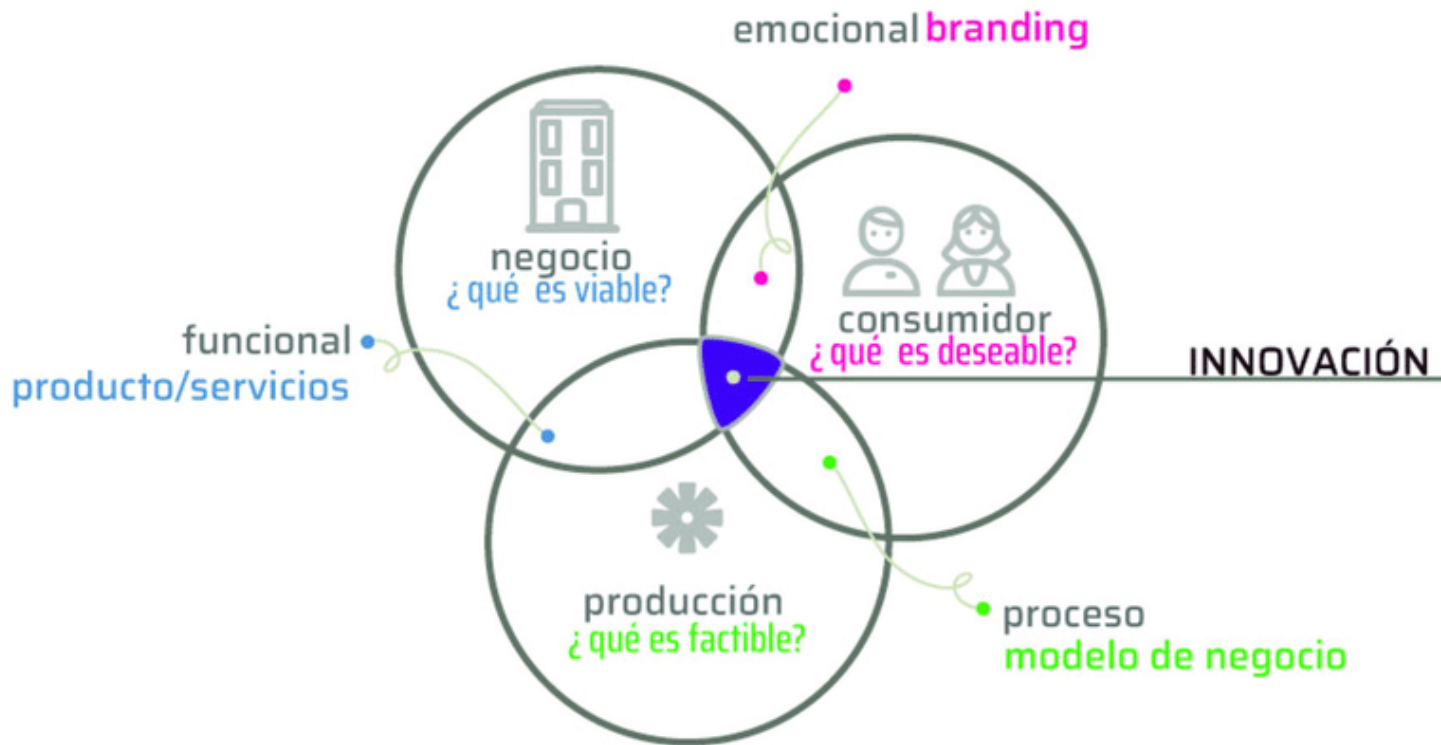 emocional branding
negocio
¿ qué es viable?
consumidor
¿ qué es deseable?
funcional
producto/servicios
INNOVACIÓN
producción
¿ qué es factible?
proceso
modelo de negocio